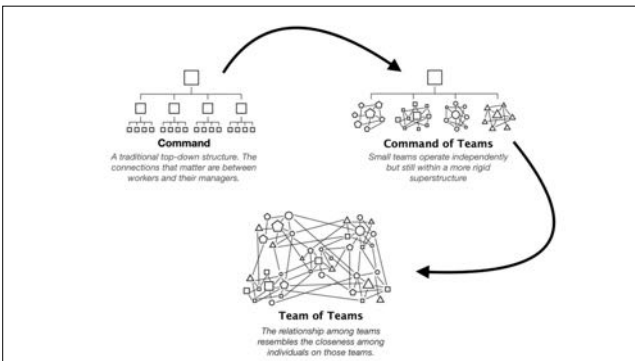 Command
A traditional top-down structure. The
connections that matter are between
workers and their managers.
Command of Teams
Small teams operate independently
but still within a more rigid
superstructure
Team of Teams
The relationship among teams
resembles the closeness among
individuals on those teams.